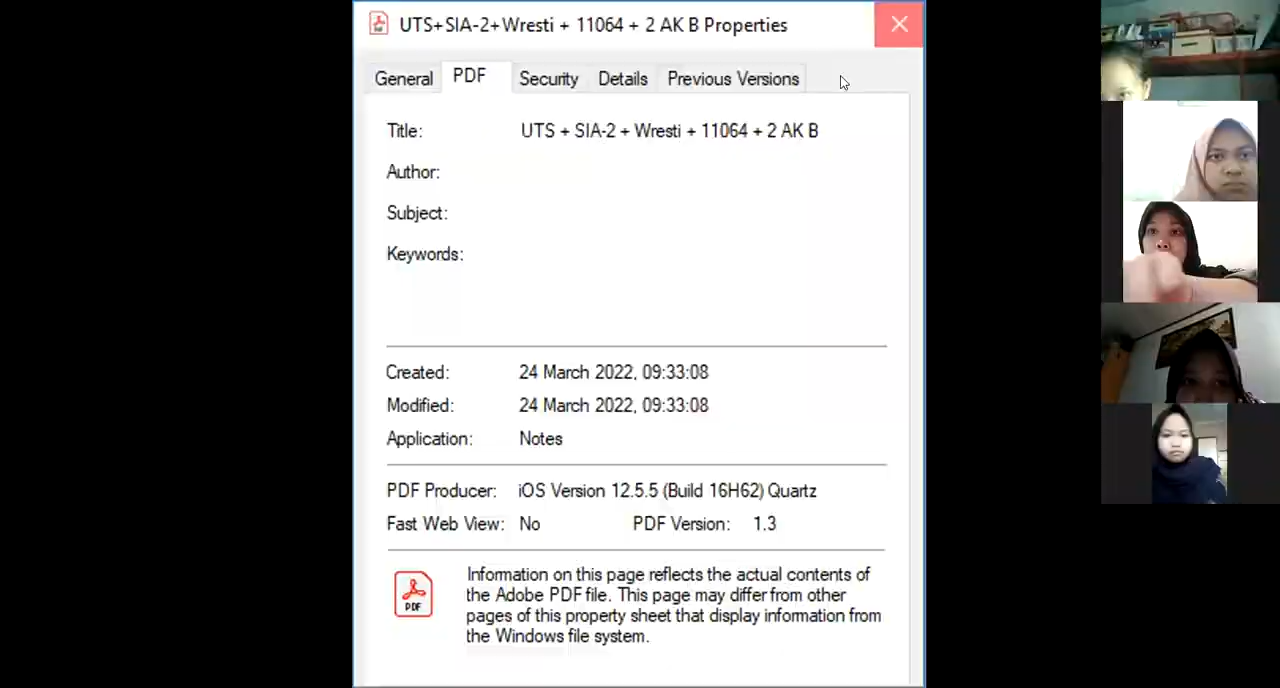 UTS+SIA-2+Wresti + 11064 + 2 AK B Properties
General PDF Security Details Previous Versions
Title: UTS + SIA-2 + Wresti + 11064 + 2 AK B
Author:
Subject:
Keywords:
Created: 24 March 2022, 09:33:08
Modified: 24 March 2022, 09:33:08
Application: Notes
PDF Producer: iOS Version 12.5.5 (Build 16H62) Quartz
Fast Web View: No PDF Version: 1.3
PDF
Information on this page reflects the actual contents of
the Adobe PDF file. This page may differ from other
pages of this property sheet that display information from
the Windows file system.